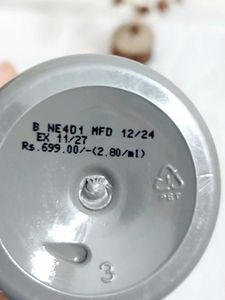 B NE4D1 MFD 12/24
EX 11/27
Rs.699.00/-(2.80/ml)
PET
3